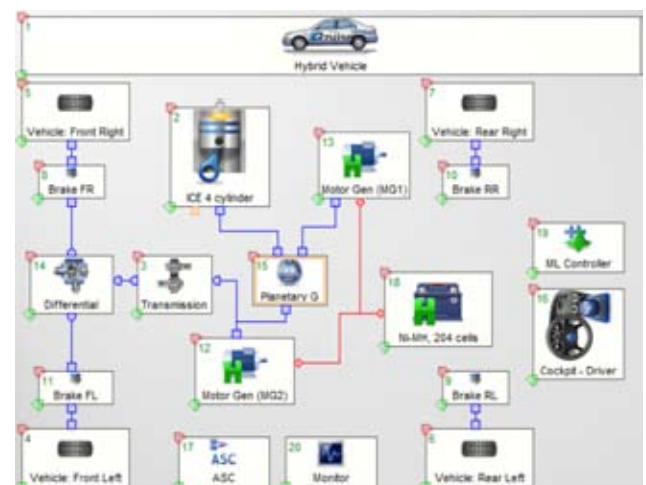 1
Cruise
Hybrid Vehicle
5
Vehicle: Front Right
2
ICE 4 cylinder
13
Motor Gen (MG1)
7
Vehicle: Rear Right
8
Brake FR
10
Brake RR
14
Differential
3
Transmission
15
Planetary G
18
Ni-MH, 204 cells
19
ML Controller
16
Cockpit - Driver
12
Motor Gen (MG2)
11
Brake FL
9
Brake RL
4
Vehicle: Front Left
17
ASC
ASC
20
Monitor
6
Vehicle: Rear Left